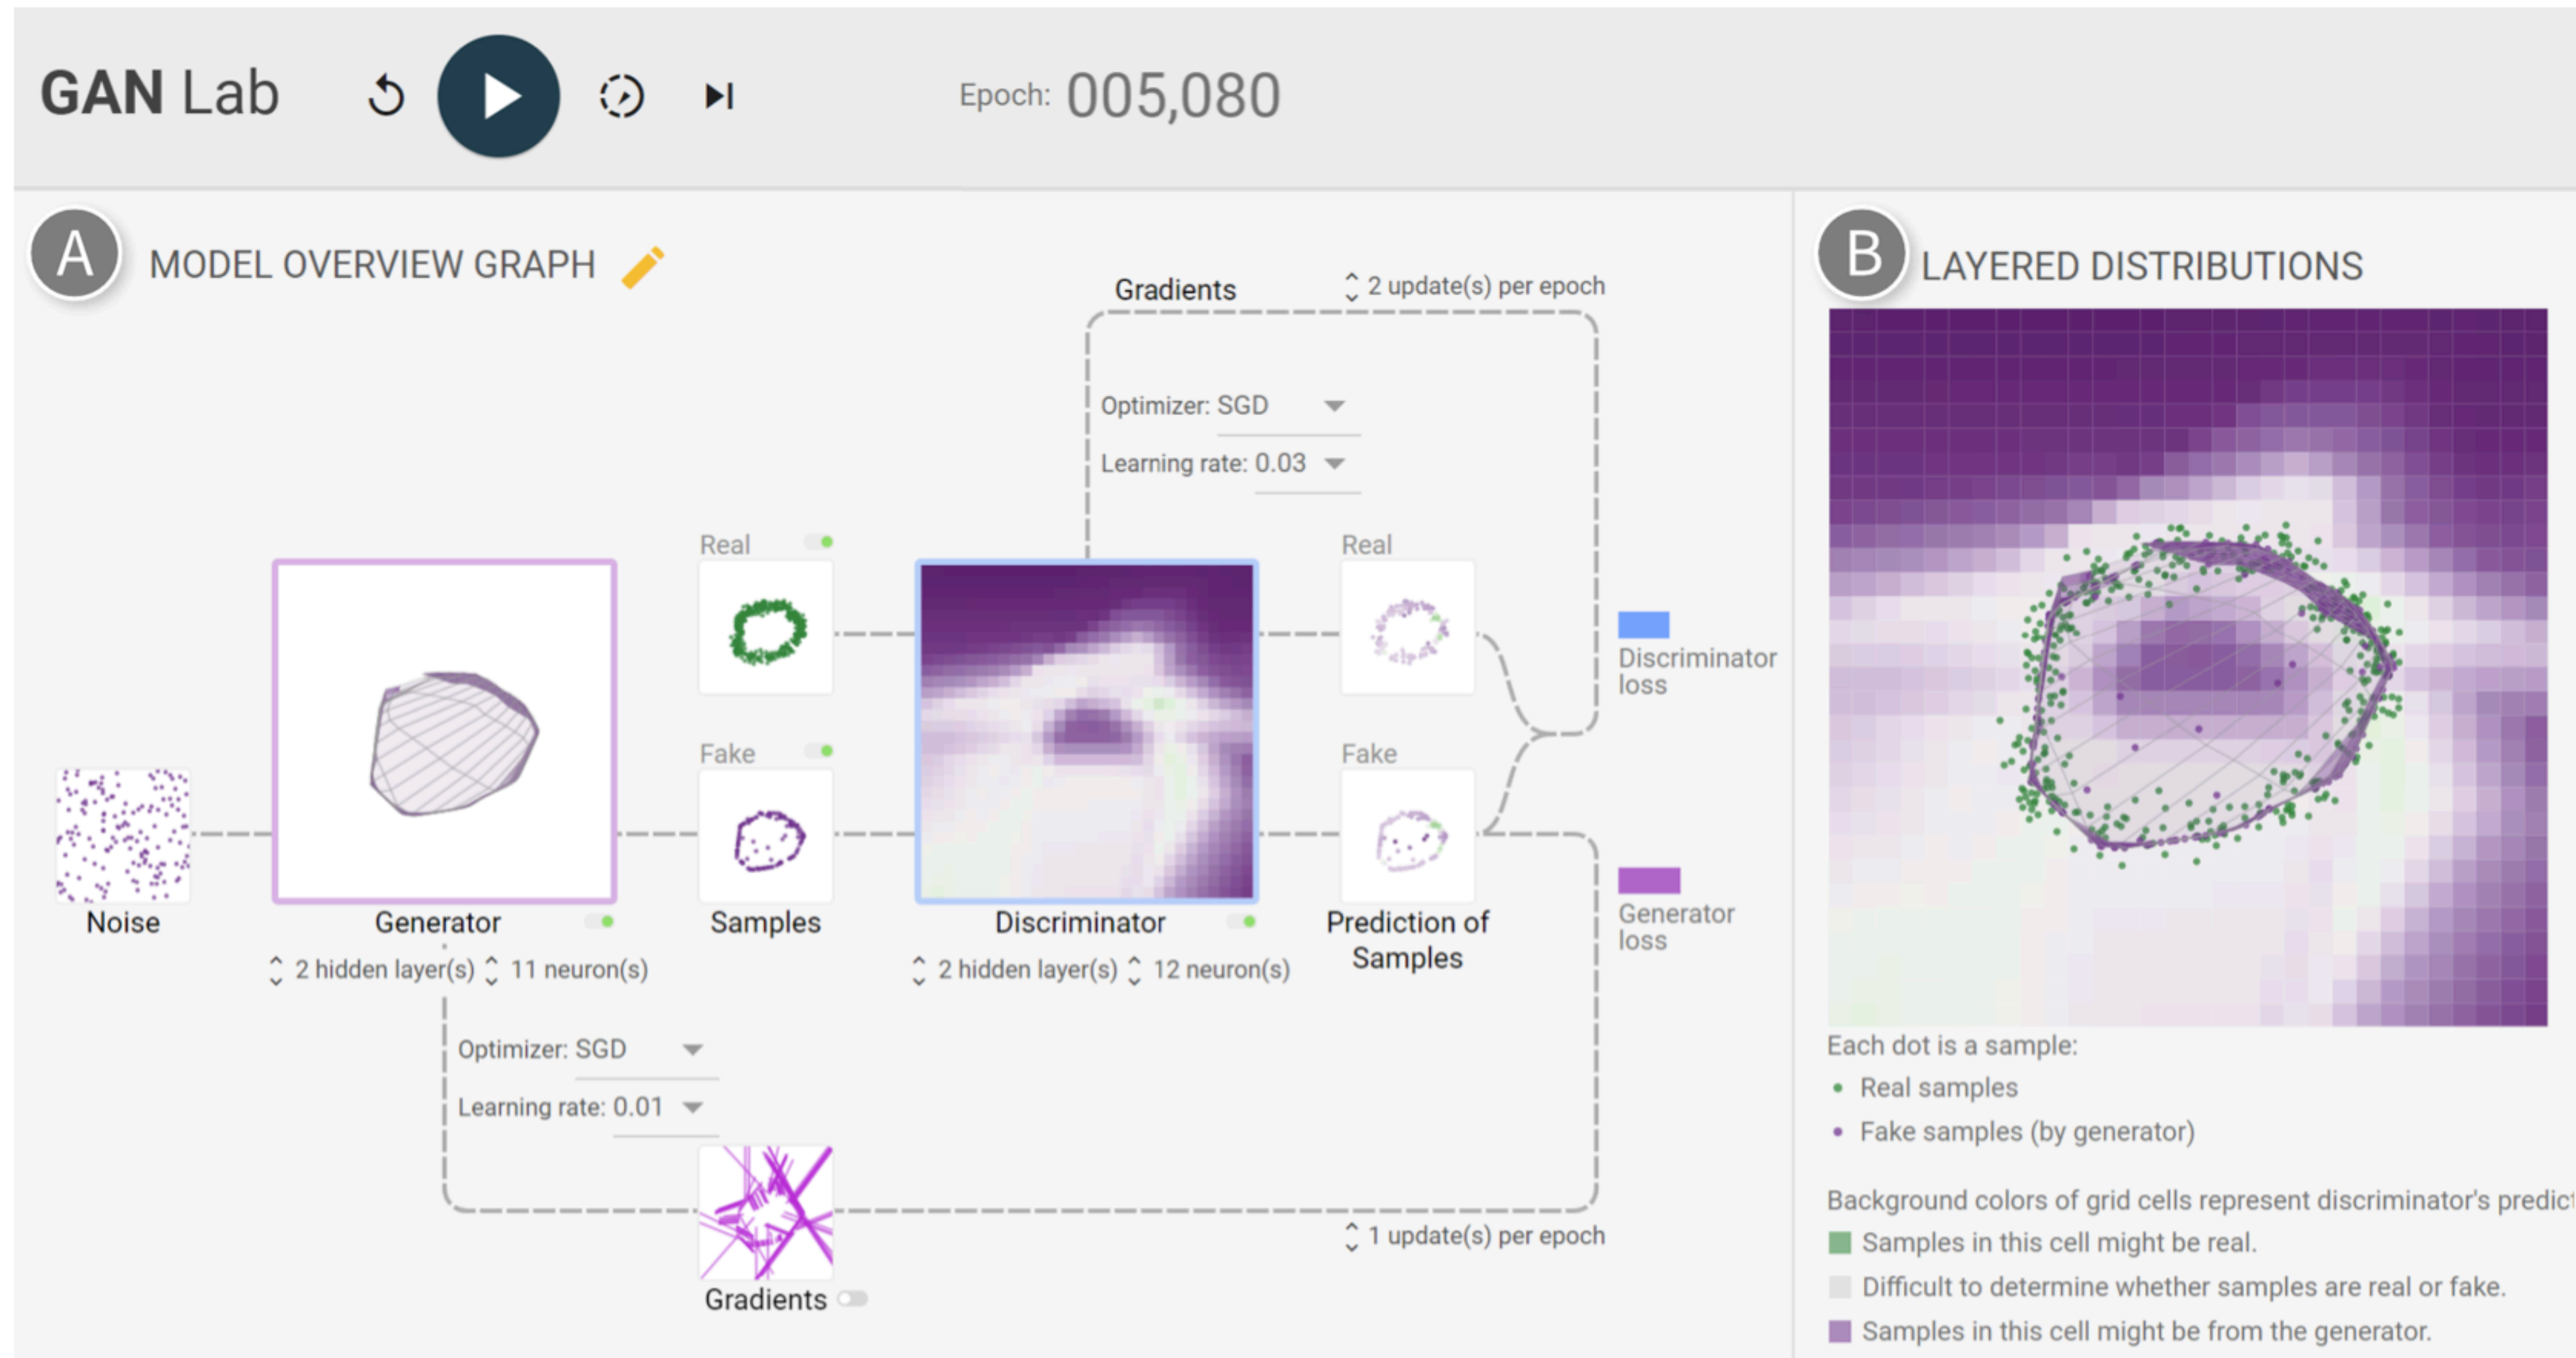 GAN Lab
Epoch: 005,080
A
MODEL OVERVIEW GRAPH
Gradients
2 update(s) per epoch
Optimizer: SGD
Learning rate: 0.03
Real
Real
Discriminator
loss
Fake
Fake
Noise
Generator
Samples
Discriminator
Prediction of
Samples
Generator
loss
2 hidden layer(s)
11 neuron(s)
2 hidden layer(s)
12 neuron(s)
Optimizer: SGD
Learning rate: 0.01
1 update(s) per epoch
Gradients
B
LAYERED DISTRIBUTIONS
Each dot is a sample:
Real samples
Fake samples (by generator)
Background colors of grid cells represent discriminator's
Samples in this cell might be real.
Difficult to determine whether samples are real or fake.
Samples in this cell might be from the generator.